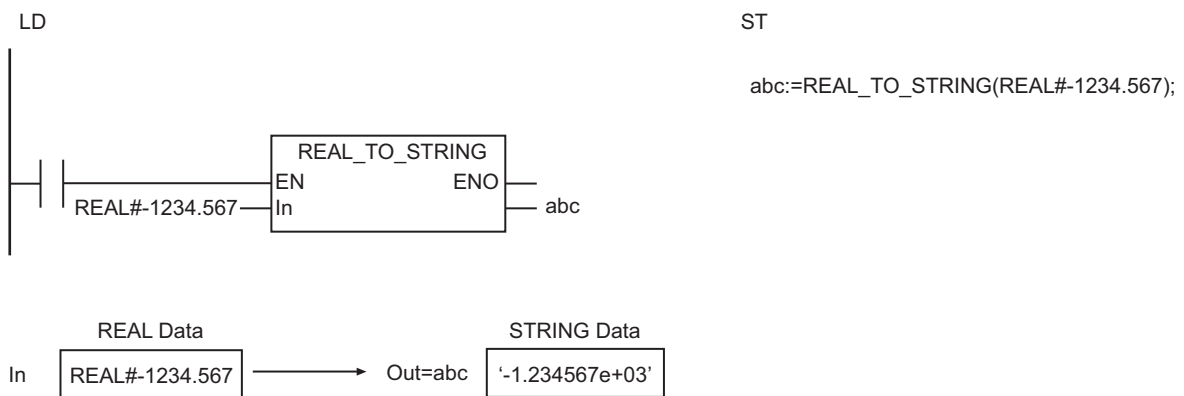 LD
ST
abc:=REAL_TO_STRING(REAL#-1234.567);
REAL_TO_STRING
EN ENO
REAL#-1234.567 In abc
REAL Data STRING Data
In REAL#-1234.567 Out=abc ‘-1.234567e+03’